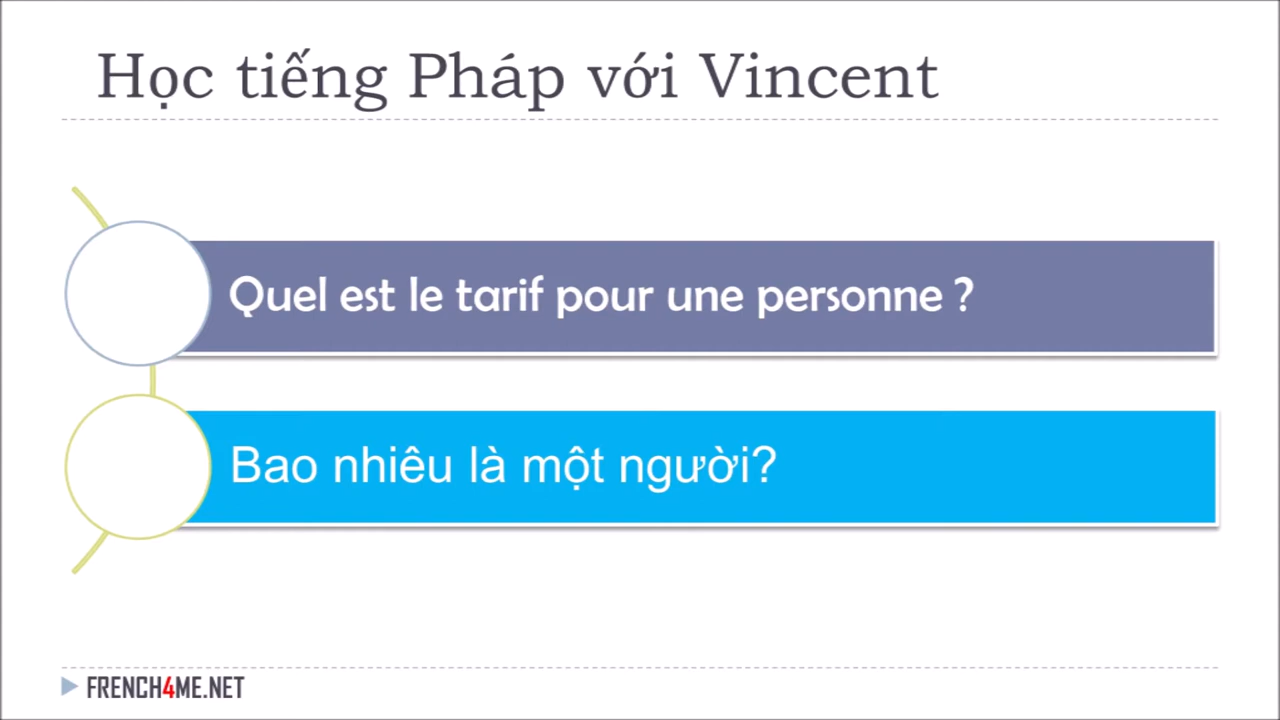 Học tiếng Pháp với Vincent
Quel est le tarif pour une personne ?
Bao nhiêu là một người?
FRENCH4ME.NET